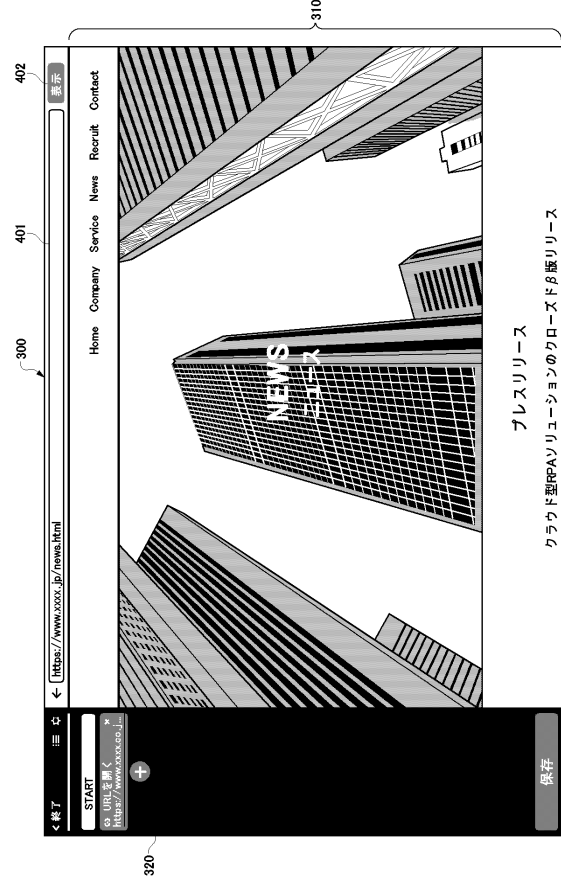 300
401
402
310
320
< 終了
← https://www.xxxx.jp/news.html
表示
START
URLを開く ×
https://www.xxxx.co.j…
+
保存
Home Company Service News Recruit Contact
NEWS
ニュース
プレスリリース
クラウド型RPAソリューションのクローズドβ版リリース